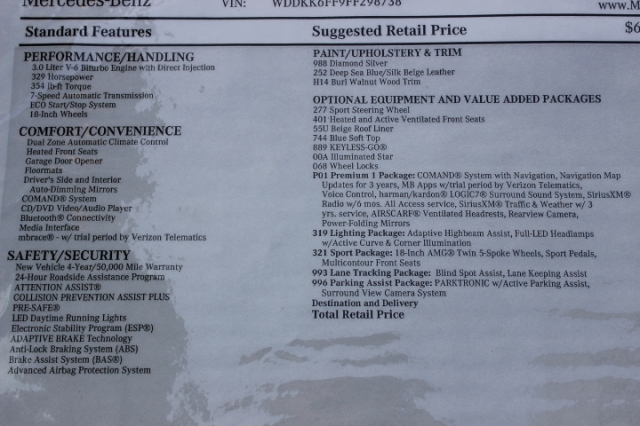 Mercedes-Benz VIN: WDDKK6FF9FF298738 www.M
Standard Features
Suggested Retail Price $6
PERFORMANCE/HANDLING
3.0 Liter V-6 Biturbo Engine with Direct Injection
329 Horsepower
354 lb-ft Torque
7-Speed Automatic Transmission
ECO Start/Stop System
18-Inch Wheels
COMFORT/CONVENIENCE
Dual Zone Automatic Climate Control
Heated Front Seats
Garage Door Opener
Floormats
Driver's Side and Interior
Auto-Dimming Mirrors
COMAND® System
CD/DVD Video/Audio Player
Bluetooth® Connectivity
Media Interface
mbrace® - w/ trial period by Verizon Telematics
SAFETY/SECURITY
New Vehicle 4-Year/50,000 Mile Warranty
24-Hour Roadside Assistance Program
ATTENTION ASSIST®
COLLISION PREVENTION ASSIST PLUS
PRE-SAFE®
LED Daytime Running Lights
Electronic Stability Program (ESP®)
ADAPTIVE BRAKE Technology
Anti-Lock Braking System (ABS)
Brake Assist System (BAS®)
Advanced Airbag Protection System
PAINT/UPHOLSTERY & TRIM
988 Diamond Silver
252 Deep Sea Blue/Silk Beige Leather
H14 Burl Walnut Wood Trim
OPTIONAL EQUIPMENT AND VALUE ADDED PACKAGES
277 Sport Steering Wheel
401 Heated and Active Ventilated Front Seats
55U Beige Roof Liner
744 Blue Soft Top
889 KEYLESS-GO®
00A Illuminated Star
068 Wheel Locks
P01 Premium 1 Package: COMAND® System with Navigation, Navigation Map
Updates for 3 years, MB Apps w/trial period by Verizon Telematics,
Voice Control, harman/kardon® LOGIC7® Surround Sound System, SiriusXM®
Radio w/6 mos. All Access service, SiriusXM® Traffic & Weather w/ 3
yrs. service, AIRSCARF® Ventilated Headrests, Rearview Camera,
Power-Folding Mirrors
319 Lighting Package: Adaptive Highbeam Assist, Full-LED Headlamps
w/Active Curve & Corner Illumination
321 Sport Package: 18-Inch AMG® Twin 5-Spoke Wheels, Sport Pedals,
Multicontour Front Seats
993 Lane Tracking Package: Blind Spot Assist, Lane Keeping Assist
996 Parking Assist Package: PARKTRONIC w/Active Parking Assist,
Surround View Camera System
Destination and Delivery
Total Retail Price